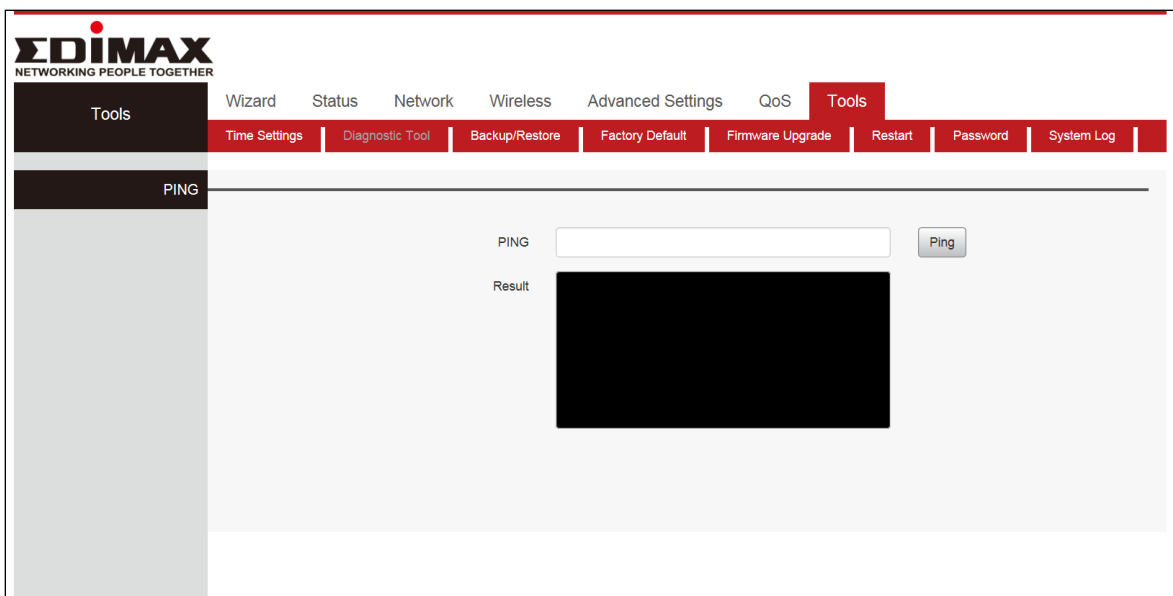 EDIMAX
NETWORKING PEOPLE TOGETHER
Tools
Wizard Status Network Wireless Advanced Settings QoS Tools
Time Settings Diagnostic Tool Backup/Restore Factory Default Firmware Upgrade Restart Password System Log
PING
PING Ping
Result